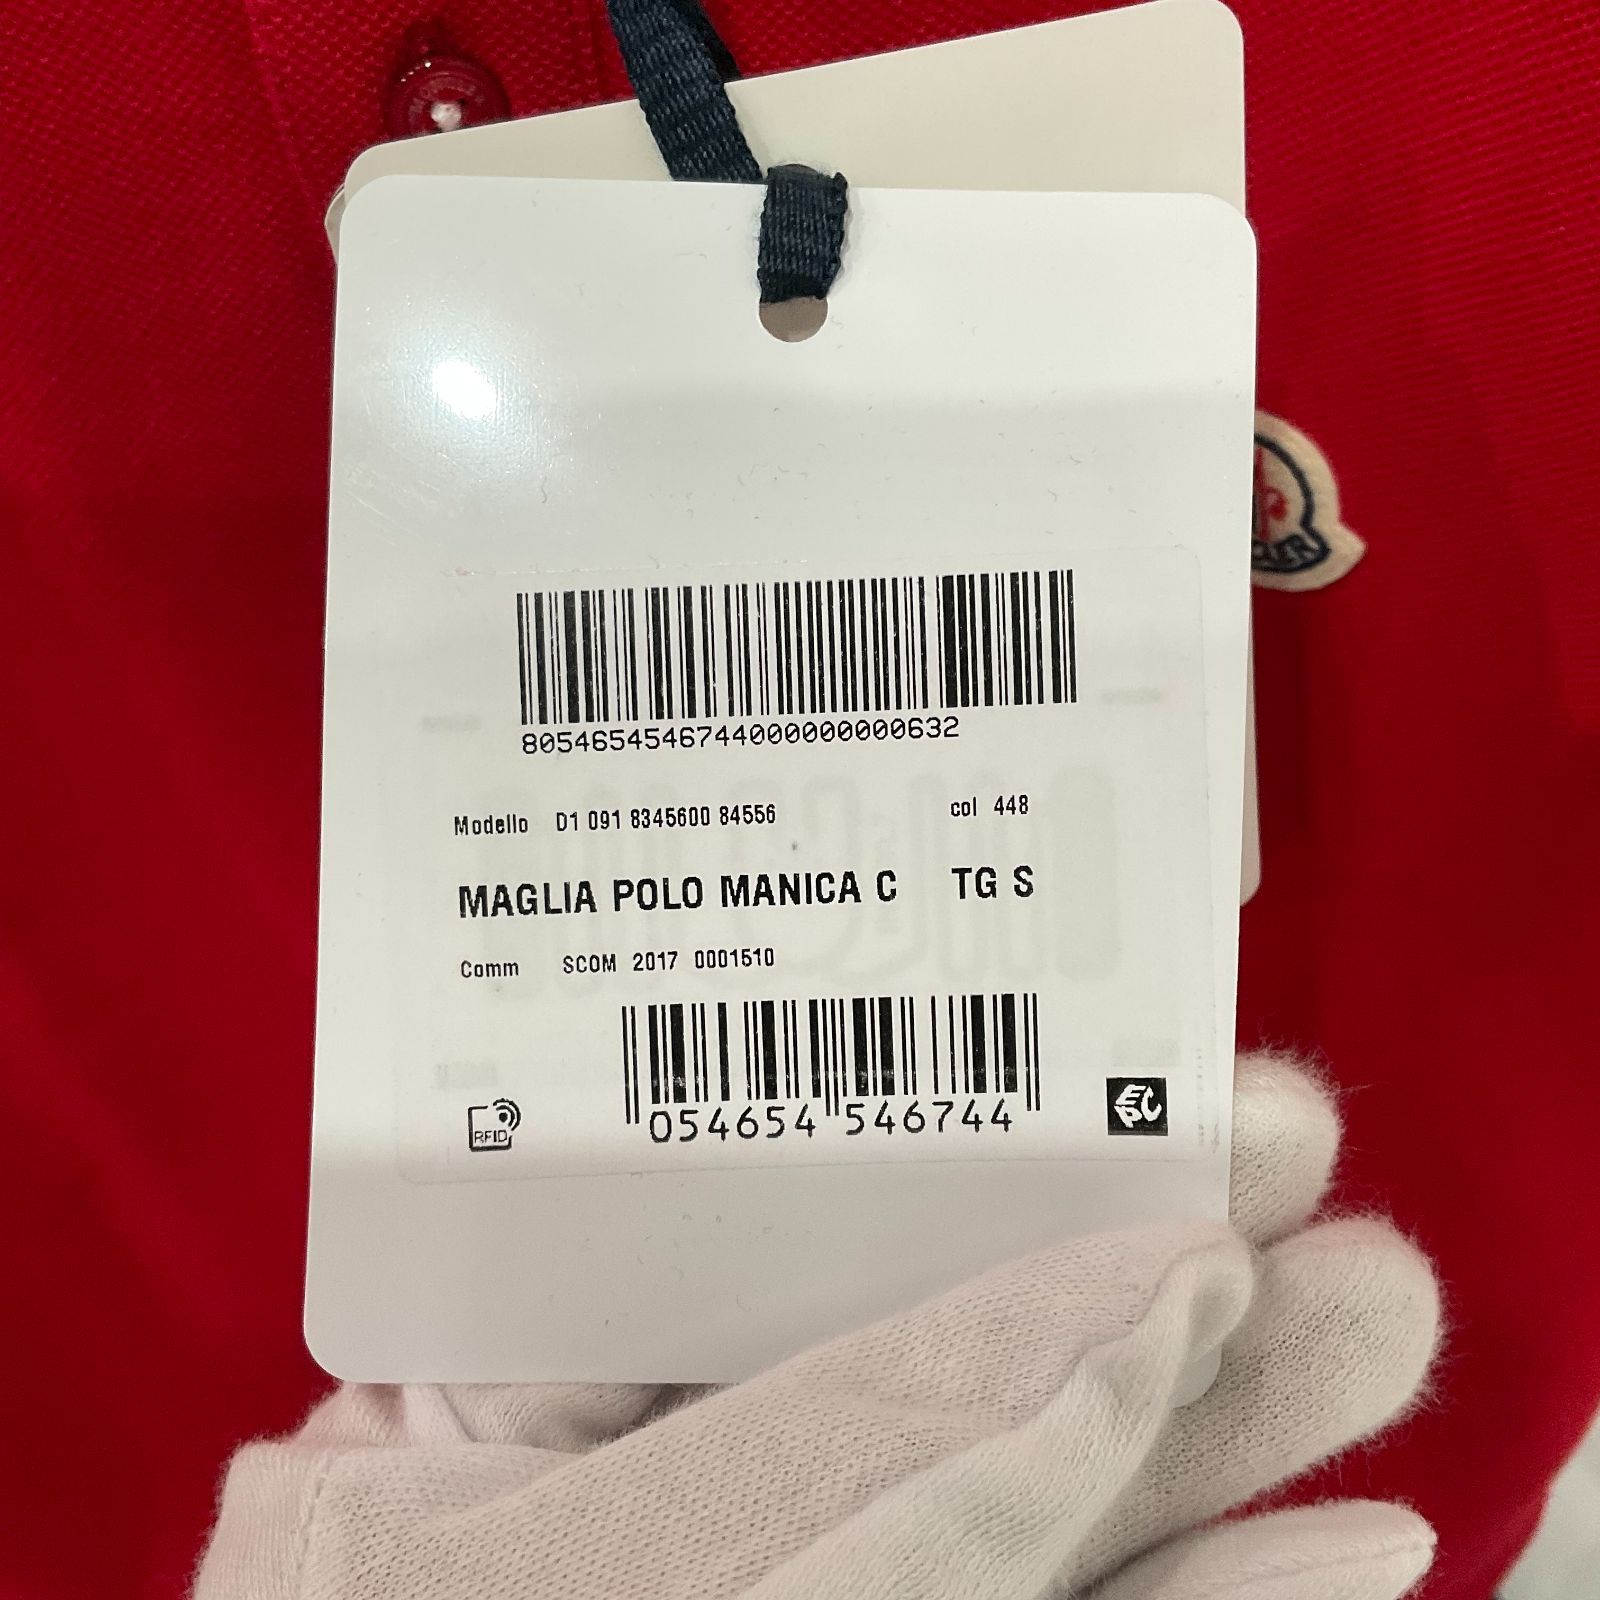 8054654546744000000000632
Modello D1 091 8345600 84556 col 448
MAGLIA POLO MANICA C TG S
Comm SCOM 2017 0001510
RFID
054654 546744
EPC